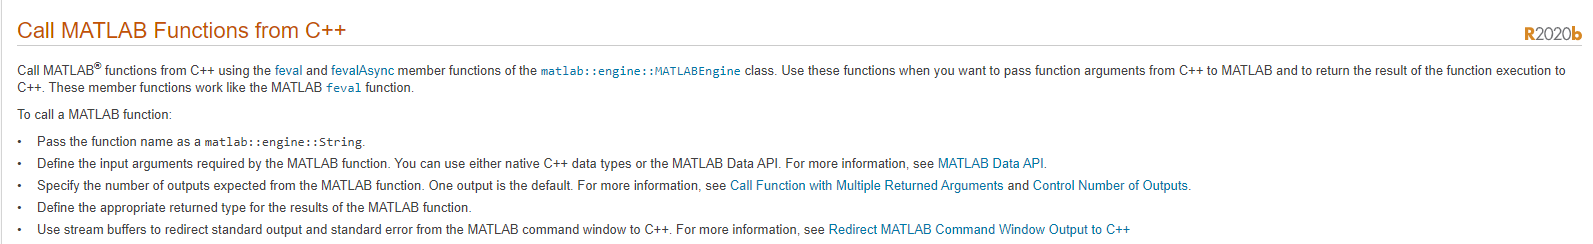 Call MATLAB Functions from C++
R2020b
Call MATLAB® functions from C++ using the feval and fevalAsync member functions of the matlab::engine::MATLABEngine class. Use these functions when you want to pass function arguments from C++ to MATLAB and to return the result of the function execution to
C++. These member functions work like the MATLAB feval function.
To call a MATLAB function:
• Pass the function name as a matlab::engine::String.
• Define the input arguments required by the MATLAB function. You can use either native C++ data types or the MATLAB Data API. For more information, see MATLAB Data API.
• Specify the number of outputs expected from the MATLAB function. One output is the default. For more information, see Call Function with Multiple Returned Arguments and Control Number of Outputs.
• Define the appropriate returned type for the results of the MATLAB function.
• Use stream buffers to redirect standard output and standard error from the MATLAB command window to C++. For more information, see Redirect MATLAB Command Window Output to C++